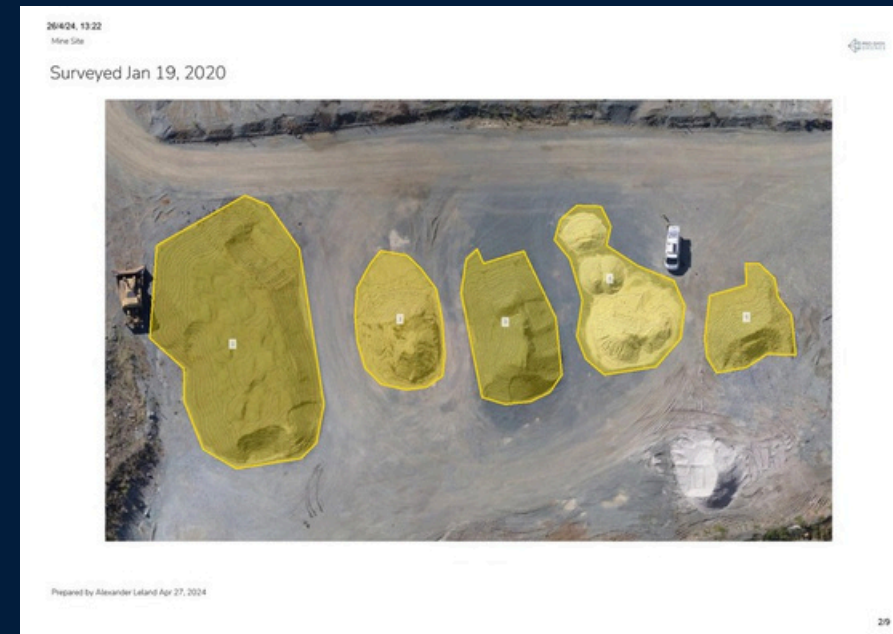 26/4/24, 13:22
Mine Site
Surveyed Jan 19, 2020
Prepared by Alexander Leland Apr 27, 2024
2/9